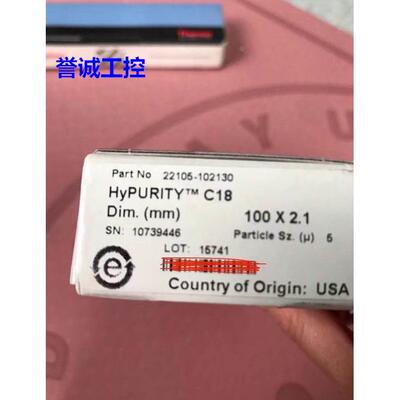 Thermo
誉诚工控
Part No 22105-102130
HyPURITY™ C18
Dim. (mm) 100 X 2.1
SN: 10739446 Particle Sz. (µ) 5
LOT: 15741
e
Country of Origin: USA